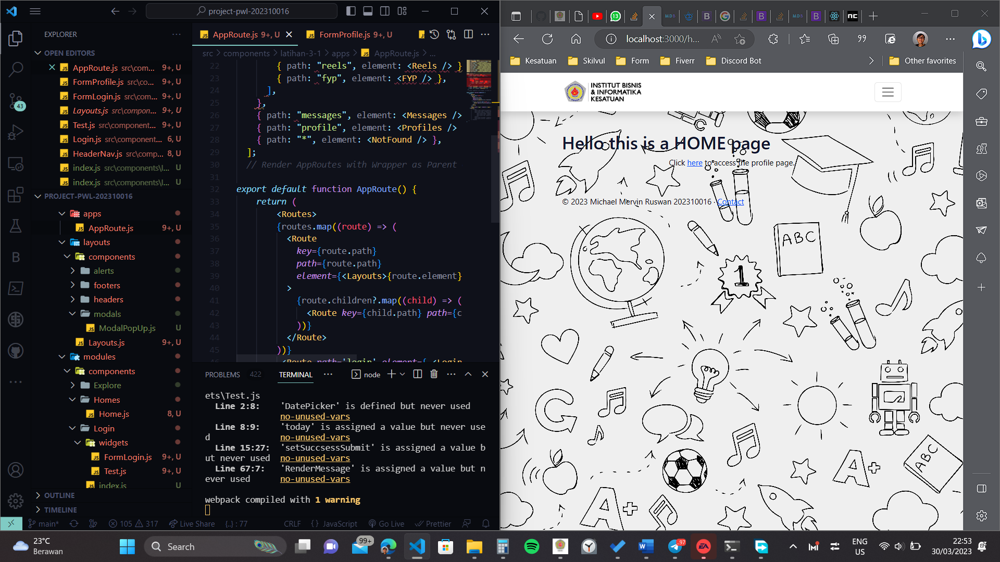 project-pwl-202310016
EXPLORER
OPEN EDITORS
AppRoute.js src\com... 9+, U
FormProfile.js src\co... 9+, U
FormLogin.js src\com... 9+, U
Layouts.js src\compon... 9+, U
Test.js src\component... 9+, U
Login.js src\component... 6, U
HeaderNav.js src\comp... 8, U
index.js src\components\l... U
index.js src\components\l... U
PROJECT-PWL-202310016
apps
AppRoute.js 9+, U
layouts
components
alerts
footers
headers
modals
ModalPopUp.js U
Layouts.js 9+, U
modules
components
Explore
Homes
Home.js 8, U
Login
widgets
FormLogin.js 9+, U
Test.js 9+, U
index.js U
OUTLINE
TIMELINE
43
AppRoute.js 9+, U
FormProfile.js 9+, U
src > components > latihan-3-1 > apps > AppRoute.js > ...
22 { path: "reels", element: <Reels /> }
23 { path: "fyp", element: <FYP /> },
24 ],
25 },
26 { path: "messages", element: <Messages />
27 { path: "profile", element: <Profiles />
28 { path: "*", element: <NotFound /> },
29 ];
30 // Render AppRoutes with Wrapper as Parent
31
32 export default function AppRoute() {
33 return (
34 <Routes>
35 {routes.map((route) => (
36 <Route
37 key={route.path}
38 path={route.path}
39 element={<Layouts>{route.element}
40 >
41 {route.children?.map((child) => (
42 <Route key={child.path} path={c
43 ))}
44 </Route>
45 ))}
46 <Route path='login' element={ <Login
PROBLEMS 422 TERMINAL ... node
ets\Test.js
Line 2:8: 'DatePicker' is defined but never used
no-unused-vars
Line 8:9: 'today' is assigned a value but never use
d no-unused-vars
Line 15:27: 'setSuccsessSubmit' is assigned a value b
ut never used no-unused-vars
Line 67:7: 'RenderMessage' is assigned a value but n
ever used no-unused-vars
webpack compiled with 1 warning
main* 105 317 Live Share {..} : 77 CRLF {} JavaScript Go Live Prettier
localhost:3000/h...
Kesatuan
Skilvul
Form
Fiverr
Discord Bot
Other favorites
INSTITUT BISNIS
& INFORMATIKA
KESATUAN
Hello this is a HOME page
Click here to access the profile page.
© 2023 Michael Mervin Ruswan 202310016 · Contact
ABC
1
ABC
A+
A+
23°C
Berawan
Search
99+
.97
ENG
US
22:53
30/03/2023